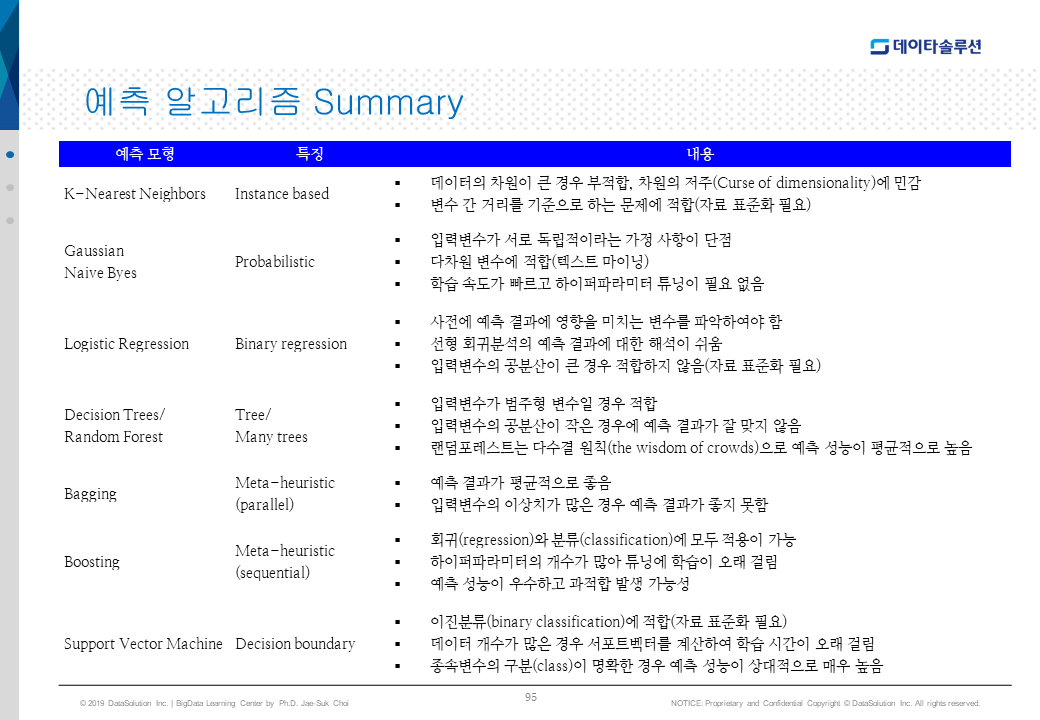 데이타솔루션
예측 알고리즘 Summary
예측 모형 특징 내용
K-Nearest Neighbors Instance based
▪ 데이터의 차원이 큰 경우 부적합, 차원의 저주(Curse of dimensionality)에 민감
▪ 변수 간 거리를 기준으로 하는 문제에 적합(자료 표준화 필요)
Gaussian
Naive Byes
Probabilistic
▪ 입력변수가 서로 독립적이라는 가정 사항이 단점
▪ 다차원 변수에 적합(텍스트 마이닝)
▪ 학습 속도가 빠르고 하이퍼파라미터 튜닝이 필요 없음
Logistic Regression Binary regression
▪ 사전에 예측 결과에 영향을 미치는 변수를 파악하여야 함
▪ 선형 회귀분석의 예측 결과에 대한 해석이 쉬움
▪ 입력변수의 공분산이 큰 경우 적합하지 않음(자료 표준화 필요)
Decision Trees/
Random Forest
Tree/
Many trees
▪ 입력변수가 범주형 변수일 경우 적합
▪ 입력변수의 공분산이 작은 경우에 예측 결과가 잘 맞지 않음
▪ 랜덤포레스트는 다수결 원칙(the wisdom of crowds)으로 예측 성능이 평균적으로 높음
Bagging
Meta-heuristic
(parallel)
▪ 예측 결과가 평균적으로 좋음
▪ 입력변수의 이상치가 많은 경우 예측 결과가 좋지 못함
Boosting
Meta-heuristic
(sequential)
▪ 회귀(regression)와 분류(classification)에 모두 적용이 가능
▪ 하이퍼파라미터의 개수가 많아 튜닝에 학습이 오래 걸림
▪ 예측 성능이 우수하고 과적합 발생 가능성
Support Vector Machine Decision boundary
▪ 이진분류(binary classification)에 적합(자료 표준화 필요)
▪ 데이터 개수가 많은 경우 서포트벡터를 계산하여 학습 시간이 오래 걸림
▪ 종속변수의 구분(class)이 명확한 경우 예측 성능이 상대적으로 매우 높음
© 2019 DataSolution Inc. | BigData Learning Center by Ph.D. Jae-Suk Choi
95
NOTICE: Proprietary and Confidential Copyright © DataSolution Inc. All rights reserved.